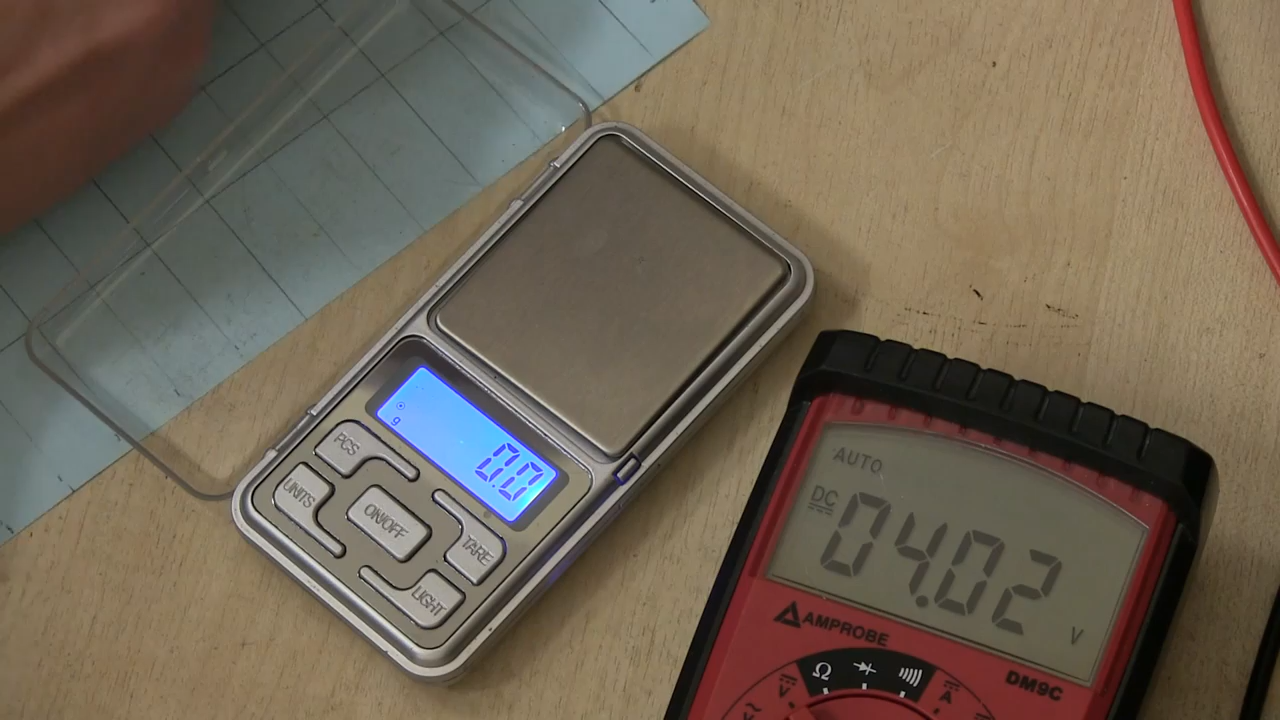 g
0.0
PCS
UNITS
ON/OFF
TARE
LIGHT
AUTO
DC
04.02
V
AMPROBE
DM9C
Ω
V
A